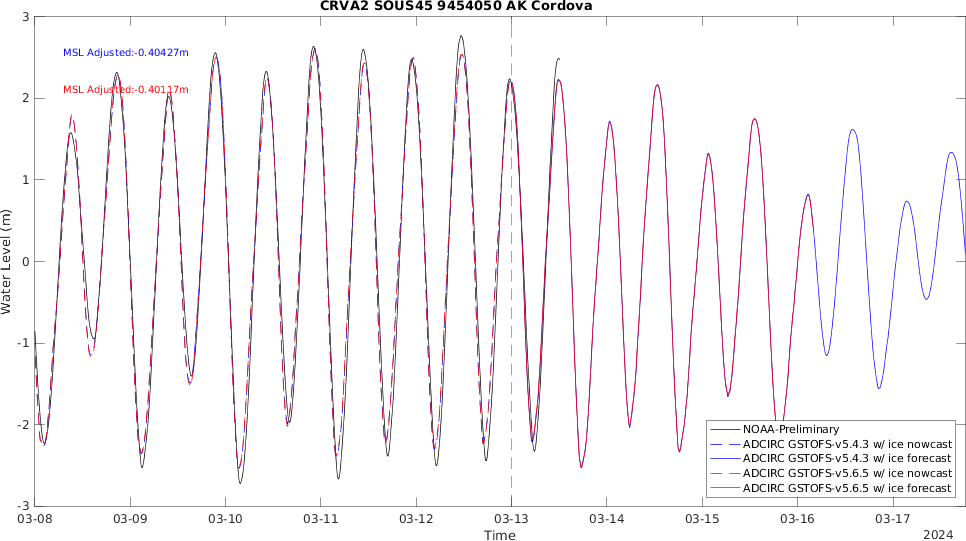 CRVA2 SOUS45 9454050 AK Cordova
3
MSL Adjusted:-0.40427m
MSL Adjusted:-0.40117m
2
1
0
-1
-2
-3
Water Level (m)
NOAA-Preliminary
ADCIRC GSTOFS-v5.4.3 w/ ice nowcast
ADCIRC GSTOFS-v5.4.3 w/ ice forecast
ADCIRC GSTOFS-v5.6.5 w/ ice nowcast
ADCIRC GSTOFS-v5.6.5 w/ ice forecast
03-08 03-09 03-10 03-11 03-12 03-13 03-14 03-15 03-16 03-17
Time
2024